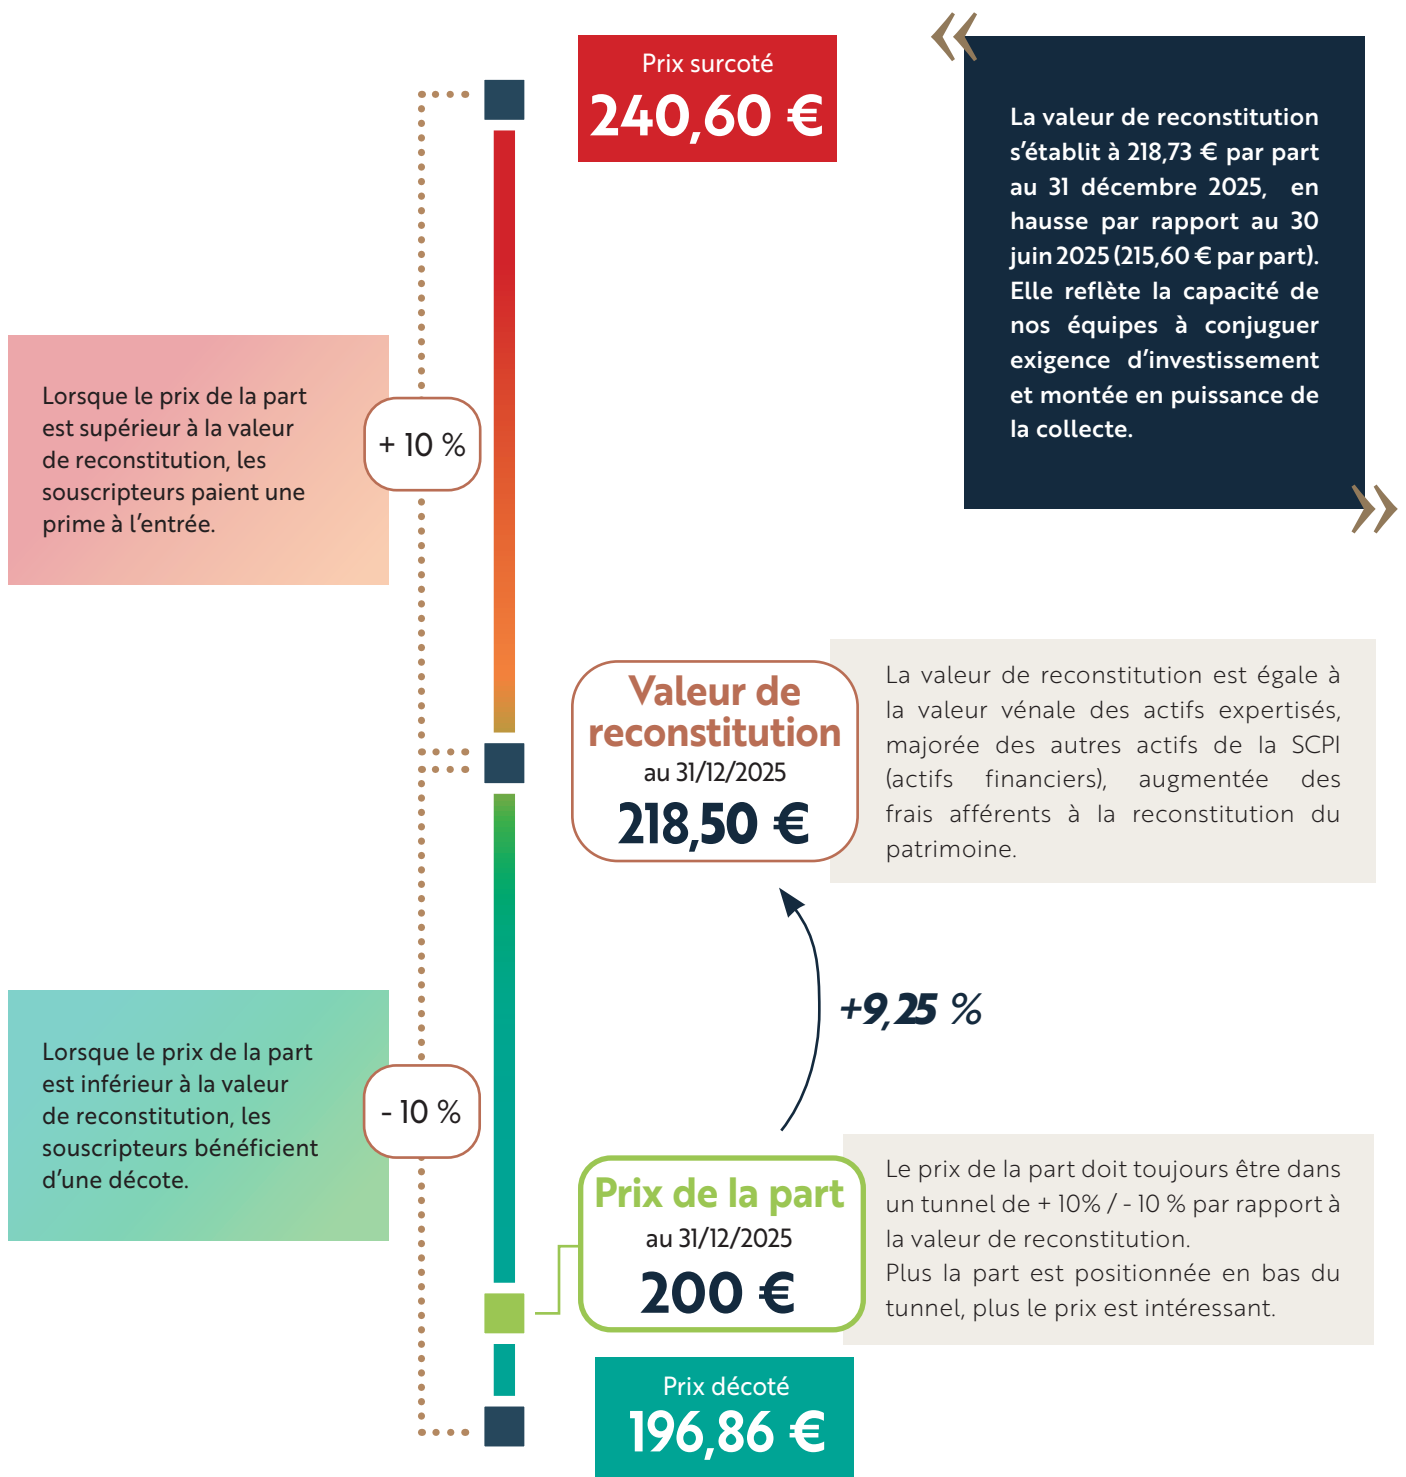 Prix surcoté
240,60 €
«
La valeur de reconstitution
s’établit à 218,73 € par part
au 31 décembre 2025, en
hausse par rapport au 30
juin 2025 (215,60 € par part).
Elle reflète la capacité de
nos équipes à conjuguer
exigence d’investissement
et montée en puissance de
la collecte.
»
Lorsque le prix de la part
est supérieur à la valeur
de reconstitution, les
souscripteurs paient une
prime à l’entrée.
+ 10 %
Valeur de
reconstitution
au 31/12/2025
218,50 €
La valeur de reconstitution est égale à
la valeur vénale des actifs expertisés,
majorée des autres actifs de la SCPI
(actifs financiers), augmentée des
frais afférents à la reconstitution du
patrimoine.
+9,25 %
Lorsque le prix de la part
est inférieur à la valeur
de reconstitution, les
souscripteurs bénéficient
d’une décote.
- 10 %
Prix de la part
au 31/12/2025
200 €
Le prix de la part doit toujours être dans
un tunnel de + 10% / - 10 % par rapport à
la valeur de reconstitution.
Plus la part est positionnée en bas du
tunnel, plus le prix est intéressant.
Prix décoté
196,86 €